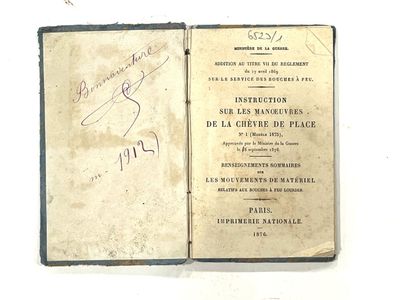 Bonnaventure
1912
6523/1
MINISTÈRE DE LA GUERRE.
ADDITION AU TITRE VII DU RÈGLEMENT
du 17 avril 1869
SUR LE SERVICE DES BOUCHES À FEU.
INSTRUCTION
SUR LES MANŒUVRES
DE LA CHÈVRE DE PLACE
N° 1 (MODÈLE 1875),
Approuvée par le Ministre de la Guerre
le septembre 1876.
RENSEIGNEMENTS SOMMAIRES
SUR
LES MOUVEMENTS DE MATÉRIEL
RELATIFS AUX BOUCHES À FEU LOURDES.
PARIS.
IMPRIMERIE NATIONALE.
1876.